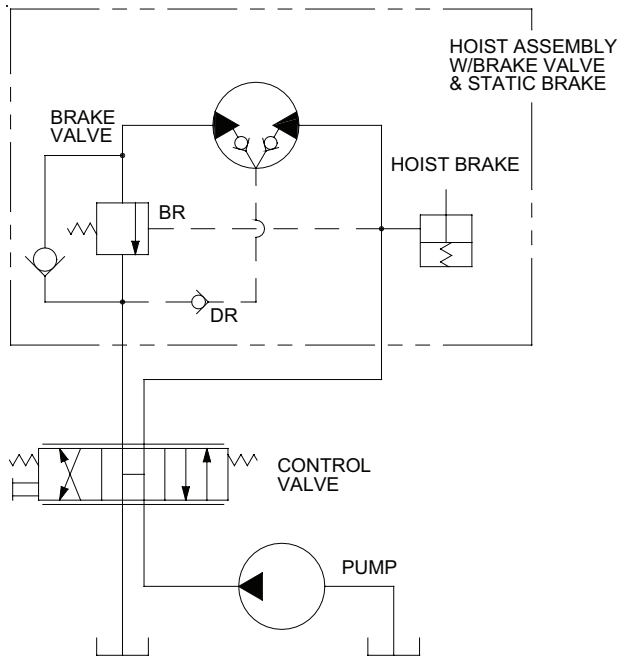 HOIST ASSEMBLY
W/BRAKE VALVE
& STATIC BRAKE
BRAKE
VALVE
HOIST BRAKE
BR
DR
CONTROL
VALVE
PUMP